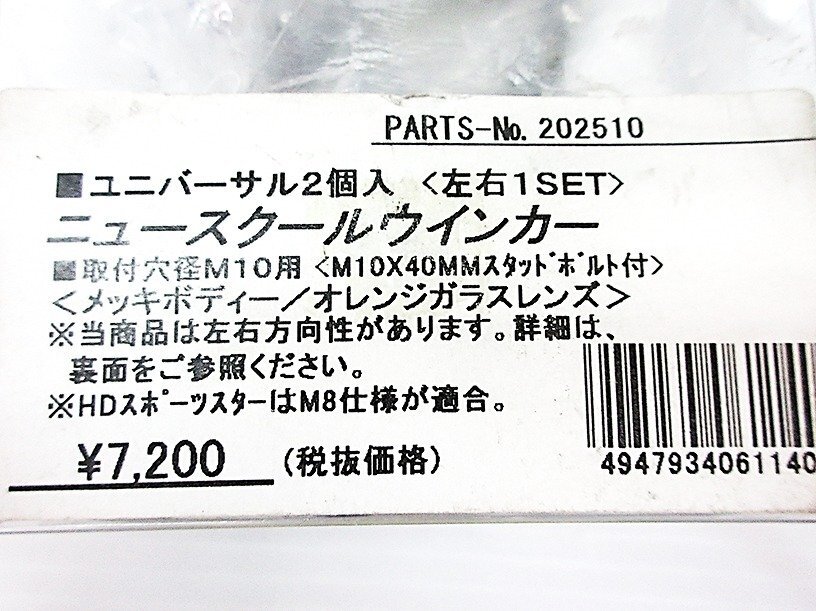 PARTS-No. 202510
■ユニバーサル2個入 <左右1SET>
ニュースクールウインカー
■取付穴径M10用 <M10X40MMｽﾀｯﾄﾞﾎﾞﾙﾄ付>
<メッキボディー/オレンジガラスレンズ>
※当商品は左右方向性があります。詳細は、
裏面をご参照ください。
※HDｽﾎﾟｰﾂｽﾀｰはM8仕様が適合。
¥7,200 (税抜価格)
4947934061140